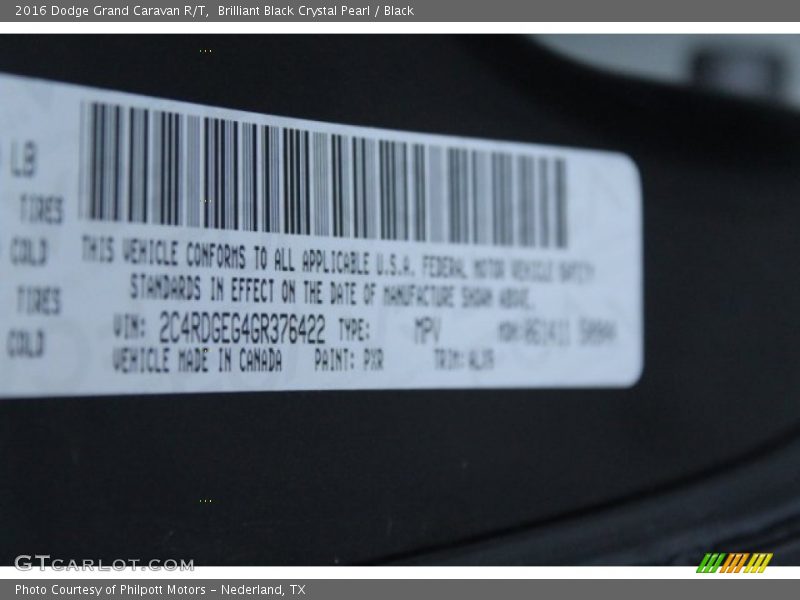 2016 Dodge Grand Caravan R/T, Brilliant Black Crystal Pearl / Black
LB
TIRES
COLD
TIRES
COLD
THIS VEHICLE CONFORMS TO ALL APPLICABLE U.S.A. FEDERAL MOTOR VEHICLE SAFETY
STANDARDS IN EFFECT ON THE DATE OF MANUFACTURE SHOWN ABOVE.
VIN: 2C4RDGEG4GR376422 TYPE: MPV
VEHICLE MADE IN CANADA PAINT: PXR TRIM:
GTCARLOT.COM
Photo Courtesy of Philpott Motors - Nederland, TX